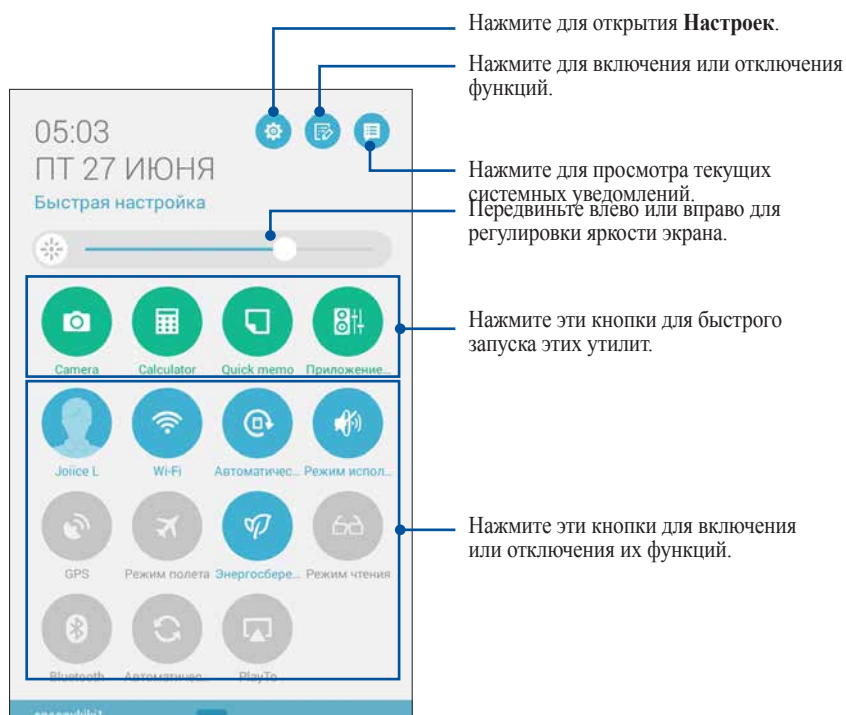 Нажмите для открытия Настроек.
Нажмите для включения или отключения
функций.
Нажмите для просмотра текущих
системных уведомлений.
Передвиньте влево или вправо для
регулировки яркости экрана.
Нажмите эти кнопки для быстрого
запуска этих утилит.
Нажмите эти кнопки для включения
или отключения их функций.
05:03
ПТ 27 ИЮНЯ
Быстрая настройка
Camera Calculator Quick memo Приложение...
Joiice L Wi-Fi Автоматичес... Режим испол...
GPS Режим полета Энергосбере... Режим чтения
Bluetooth Автоматичес... PlayTo